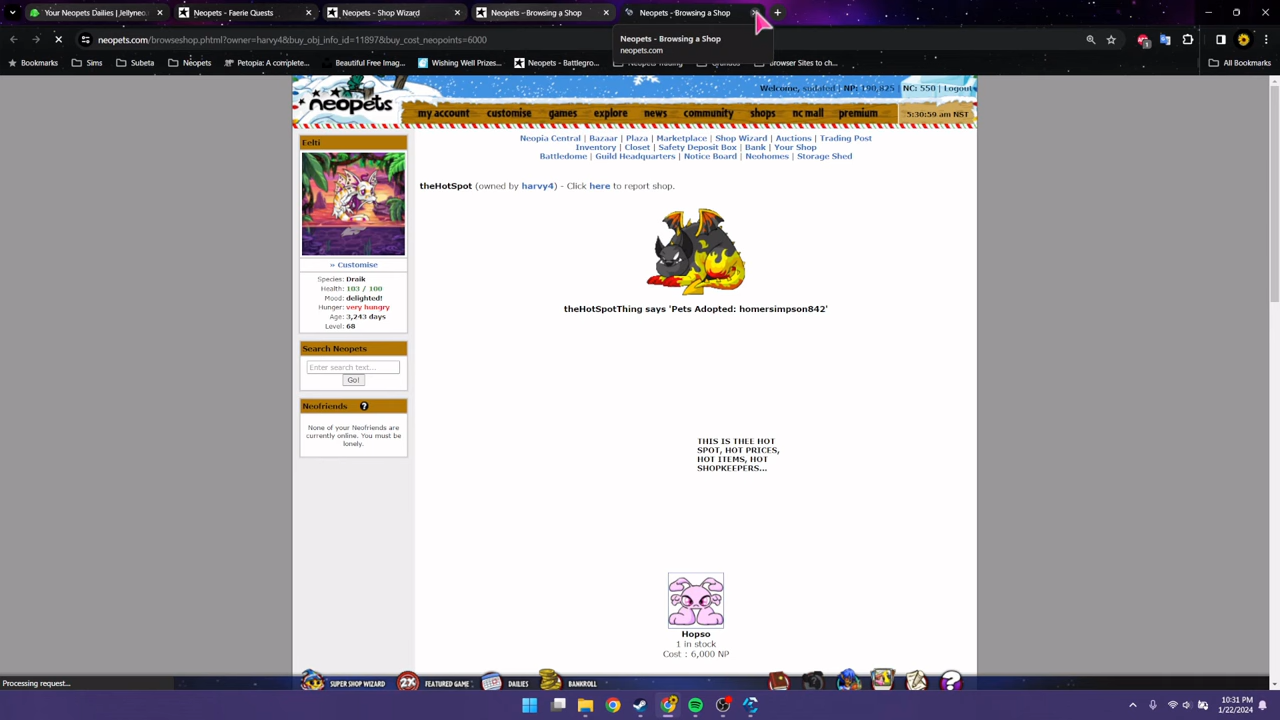 Neopets Dailies | Jellyneo
Neopets - Faerie Quests
Neopets - Browsing a Shop
Neopets - Browsing a Shop
Neopets - Browsing a Shop
neopets.com/browseshop.phtml?owner=harvy4&buy_obj_info_id=11897&buy_cost_neopoints=6000
Neopets - Browsing a Shop
neopets.com
Bookmarks
Sims
Subeta
Neopets
Petopia: A complete...
Beautiful Free Imag...
Wishing Well Prizes...
Neopets - Battlegro...
Browser Sites to Ch...
All Bookmarks
Welcome, sudated | NP: 190,825 | NC: 550 | Logout
neopets
my account customise games explore news community shops nc mall premium
5:30:59 am NST
Neopia Central | Bazaar | Plaza | Marketplace | Shop Wizard | Auctions | Trading Post
Inventory | Closet | Safety Deposit Box | Bank | Your Shop
Battledome | Guild Headquarters | Notice Board | Neohomes | Storage Shed
Eelti
» Customise
Species: Draik
Health: 103 / 100
Mood: delighted!
Hunger: very hungry
Age: 3,243 days
Level: 68
Search Neopets
Enter search text...
Go!
Neofriends ?
None of your Neofriends are
currently online. You must be
lonely.
theHotSpot (owned by harvy4) - Click here to report shop.
theHotSpotThing says 'Pets Adopted: homersimpson842'
THIS IS THEE HOT
SPOT, HOT PRICES,
HOT ITEMS, HOT
SHOPKEEPERS...
Hopso
1 in stock
Cost : 6,000 NP
SUPER SHOP WIZARD
2X FEATURED GAME
DAILIES
BANKROLL
Processing request...
10:31 PM
1/22/2024